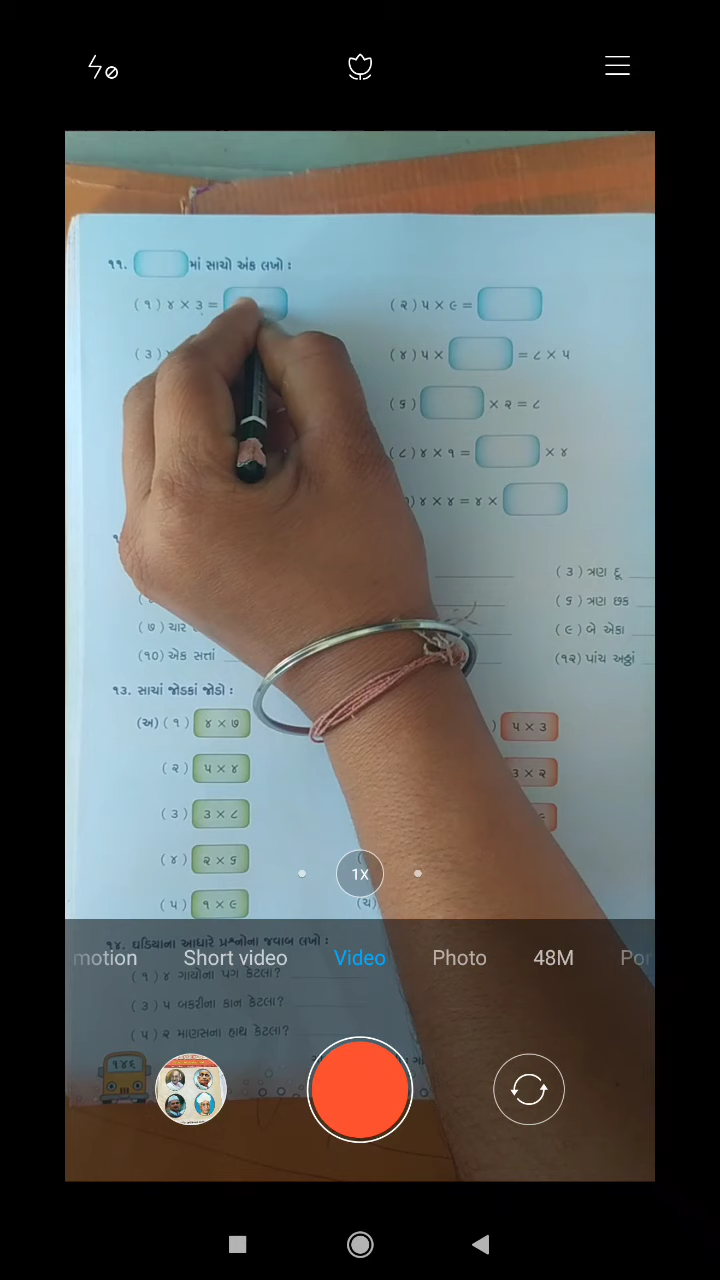 ૧૧. માં સાચો અંક લખો :
(૧) ૪ × ૩ =
(૨) ૫ × ૯ =
(૩)
(૪) ૫ × = ૮ × ૫
(૬) × ૨ = ૮
(૮) ૪ × ૧ = × ૪
) ૪ × ૪ = ૪ ×
(૩) ત્રણ દૂ
(૬) ત્રણ છક
(૭) ચાર
(૯) બે એકા
(૧૦) એક સત્તાં
(૧૨) પાંચ અઠ્ઠાં
૧૩. સાચાં જોડકાં જોડો :
(અ) (૧) ૪ × ૭
) ૫ × ૩
(૨) ૫ × ૪
૩ × ૨
(૩) ૩ × ૮
(૪) ૨ × ૬
1X
(૫) ૧ × ૯
(ચ)
૧૪. ઘડિયાના આધારે પ્રશ્નોના જવાબ લખો :
motion Short video Video Photo 48M Por
(૧) ૪ ગાયોના પગ કેટલા?
(૩) ૫ બકરીના કાન કેટલા?
(૫) ૨ માણસના હાથ કેટલા?
૧૪૬